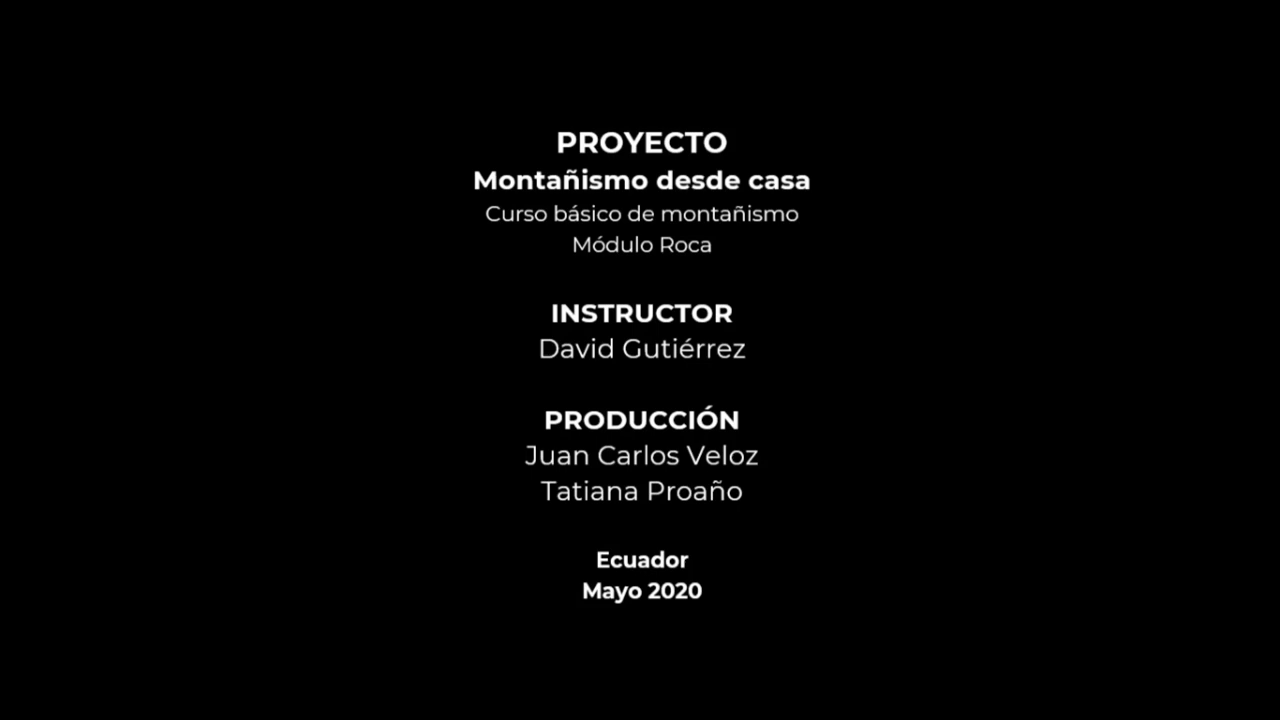 PROYECTO
Montañismo desde casa
Curso básico de montañismo
Módulo Roca
INSTRUCTOR
David Gutiérrez
PRODUCCIÓN
Juan Carlos Veloz
Tatiana Proaño
Ecuador
Mayo 2020